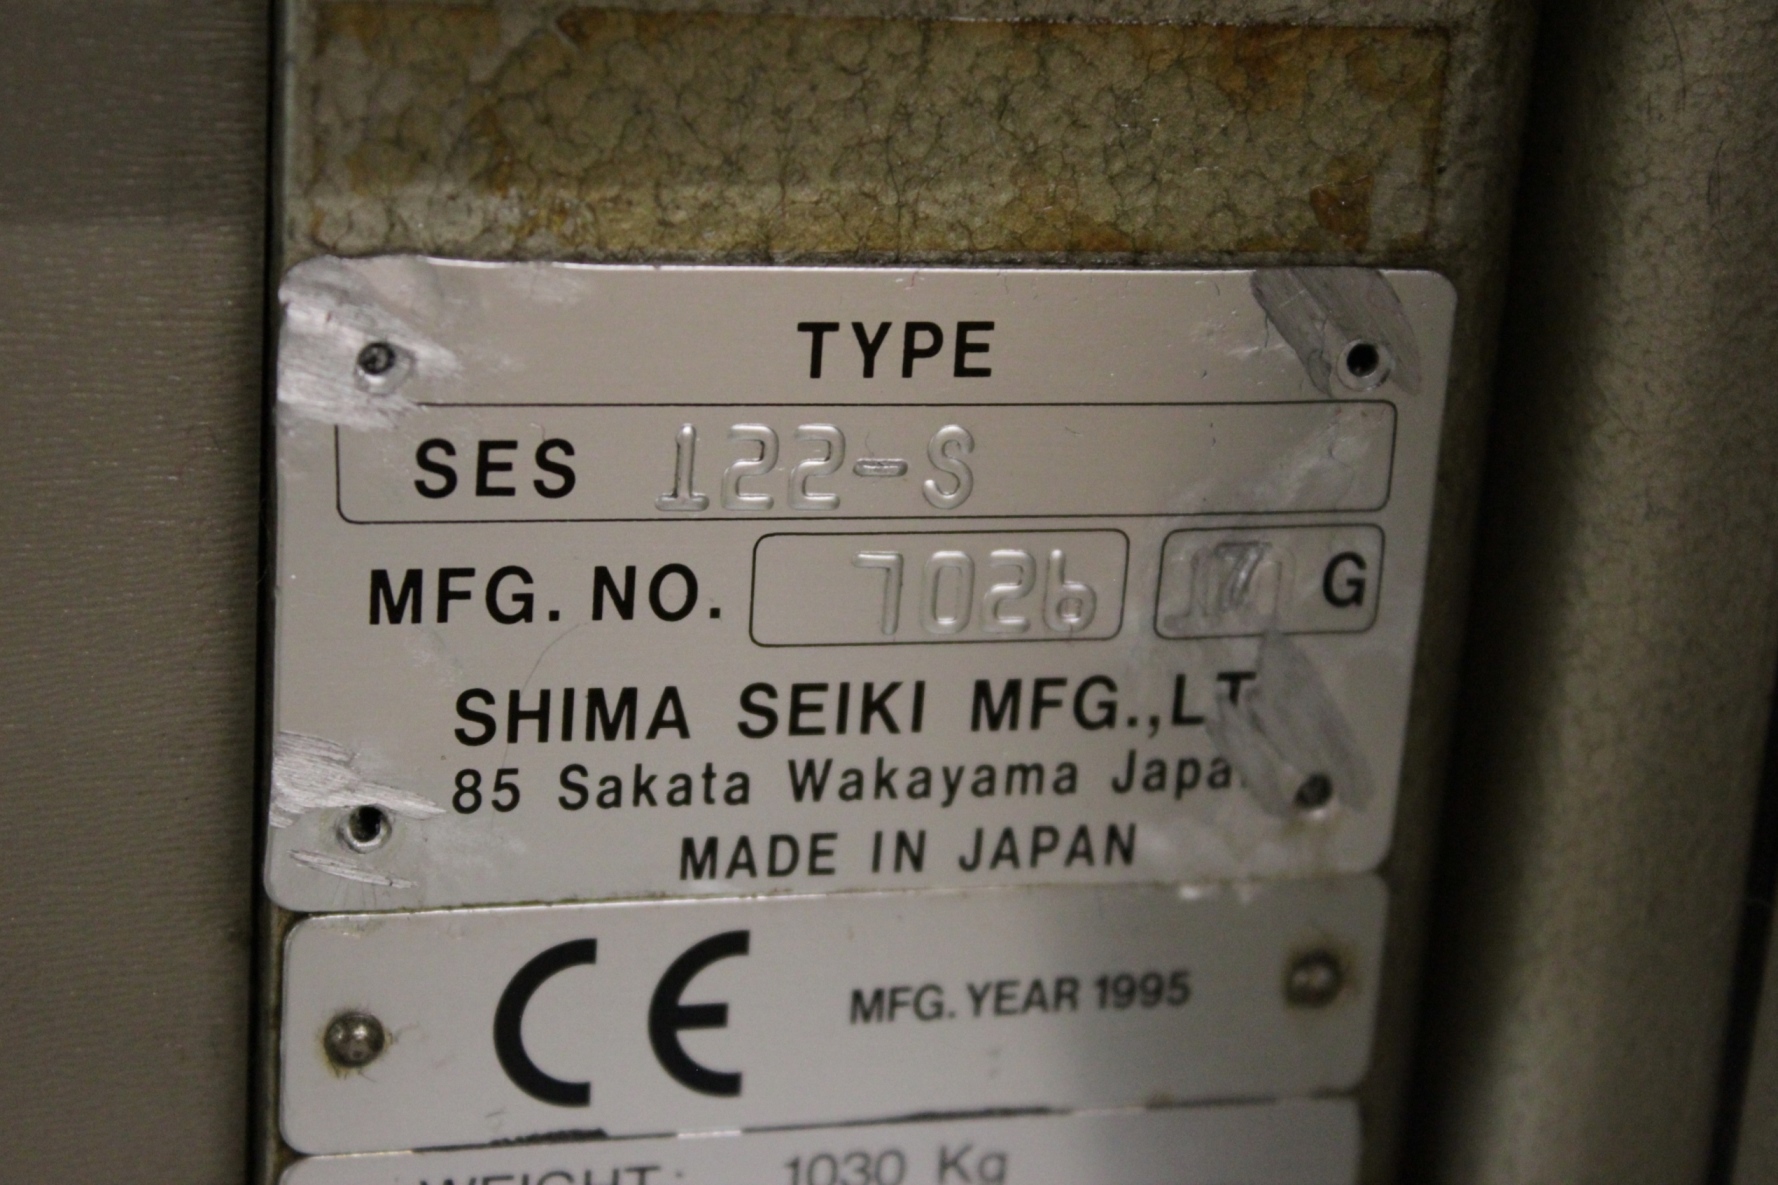 TYPE
SES 122-S
MFG. NO. 7026 G
SHIMA SEIKI MFG.,LT
85 Sakata Wakayama Japa
MADE IN JAPAN
CE MFG. YEAR 1995
WEIGHT: 1030 Kg